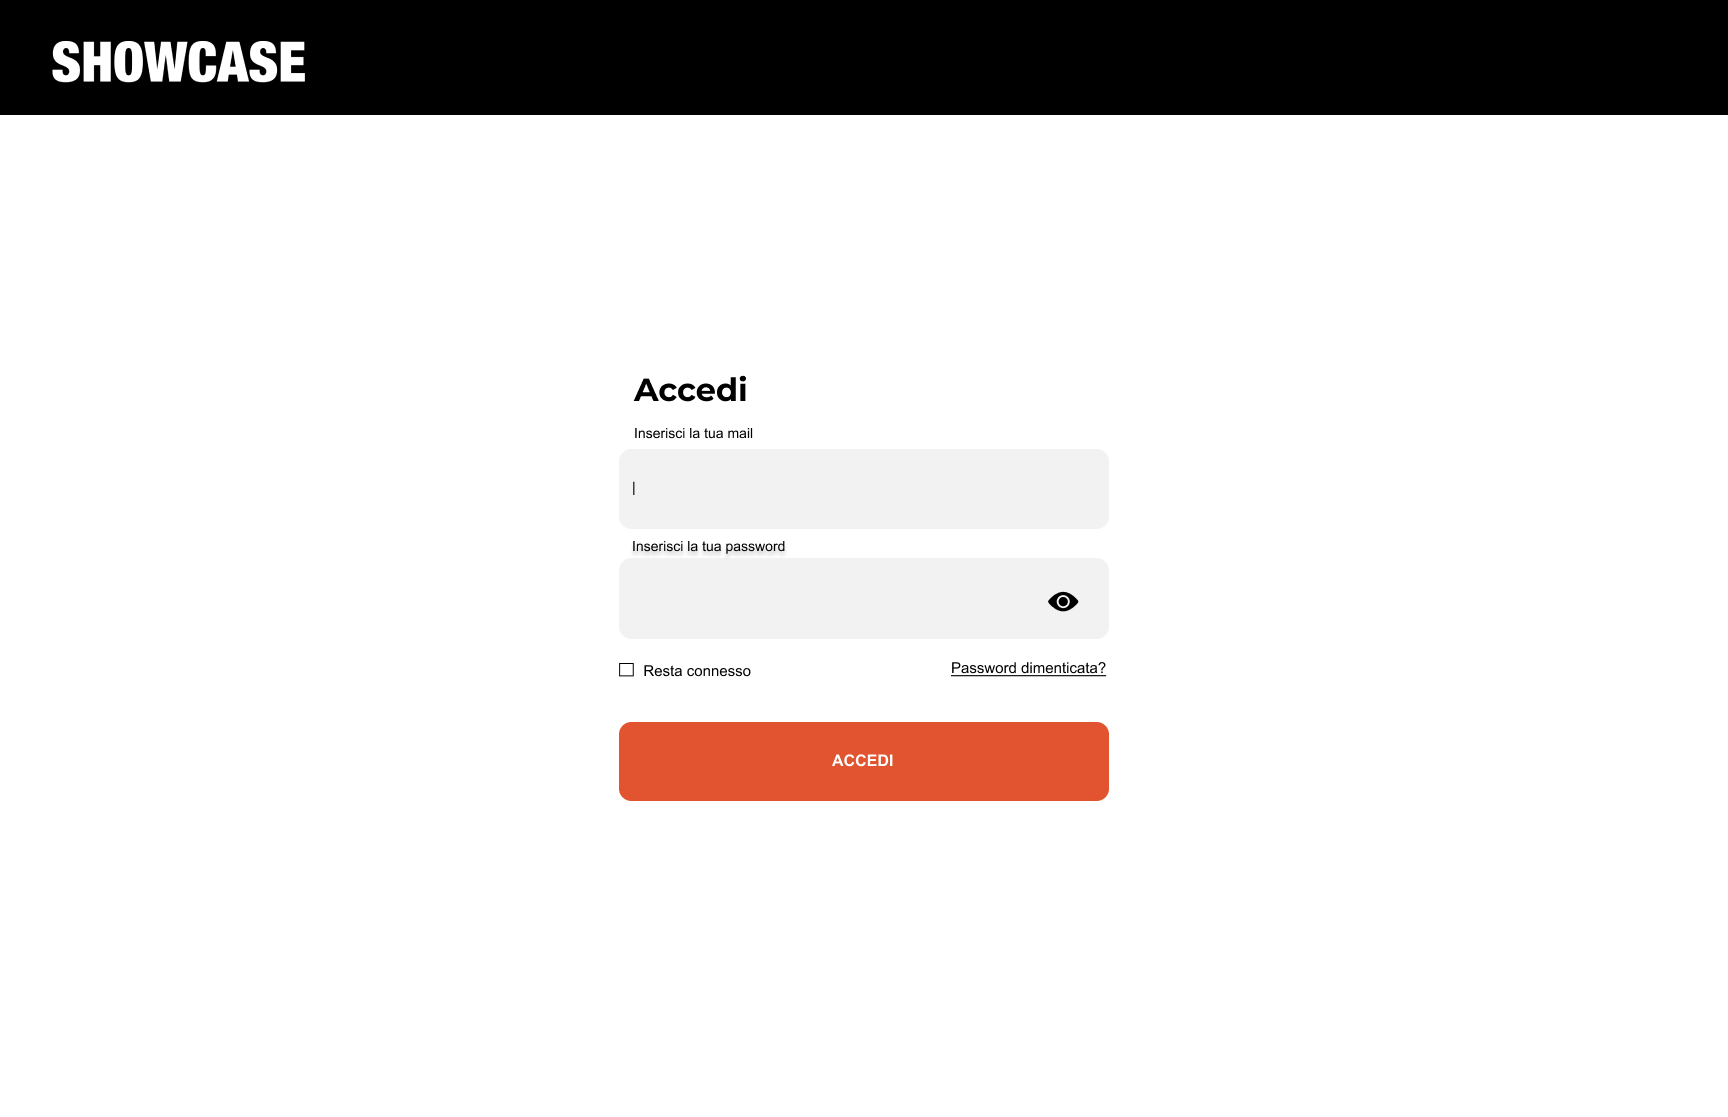 SHOWCASE
Accedi
Inserisci la tua mail
Inserisci la tua password
Resta connesso
Password dimenticata?
ACCEDI